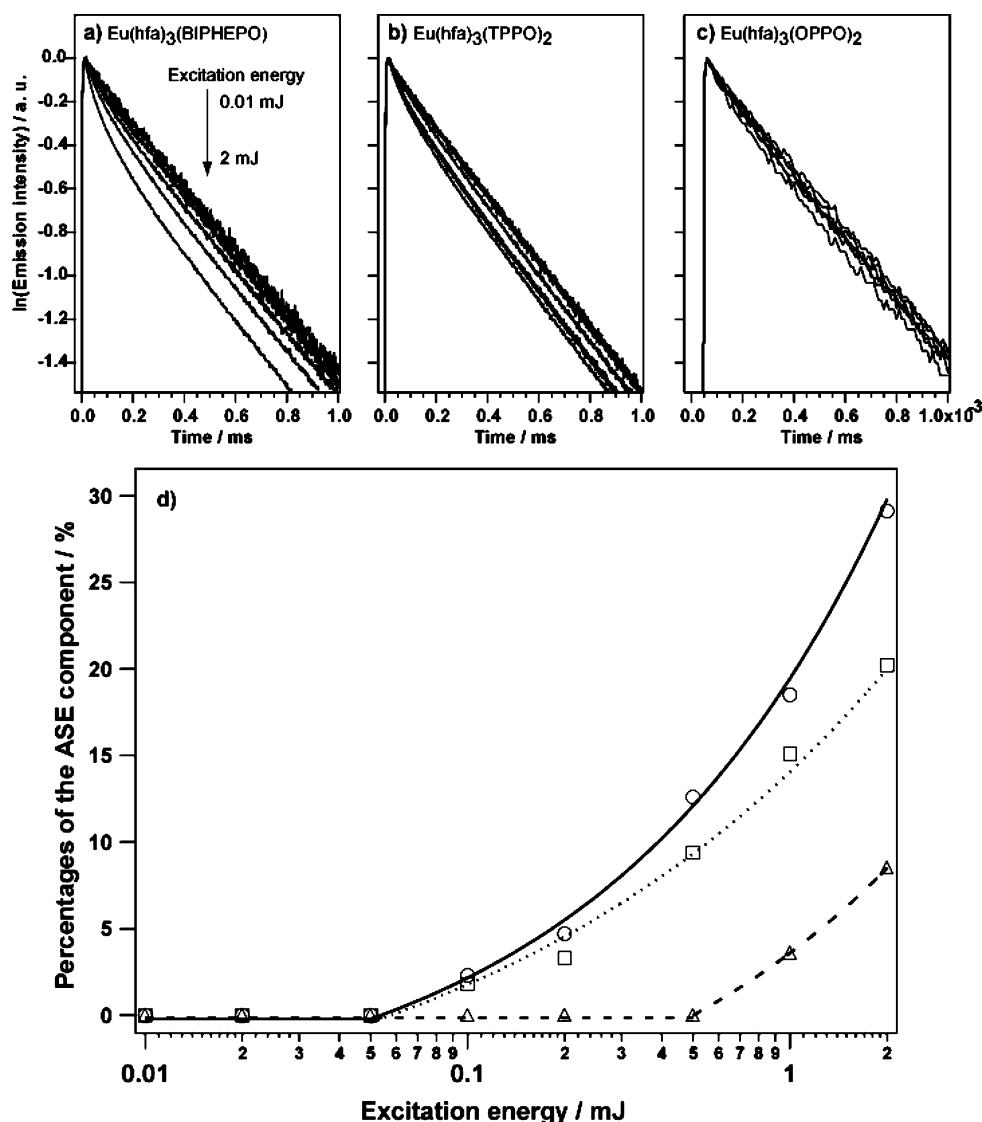 a) Eu(hfa)3(BIPHEPO)
b) Eu(hfa)3(TPPO)2
c) Eu(hfa)3(OPPO)2
Excitation energy
0.01 mJ
2 mJ
ln(Emission intensity) / a. u.
0.0
-0.2
-0.4
-0.6
-0.8
-1.0
-1.2
-1.4
0.0 0.2 0.4 0.6 0.8 1.0
0.0 0.2 0.4 0.6 0.8 1.0
0.0 0.2 0.4 0.6 0.8 1.0x10-3
Time / ms
Time / ms
Time / ms
d)
Percentages of the ASE component / %
30
25
20
15
10
5
0
2 3 4 5 6 7 8 9 2 3 4 5 6 7 8 9 2
0.01 0.1 1
Excitation energy / mJ